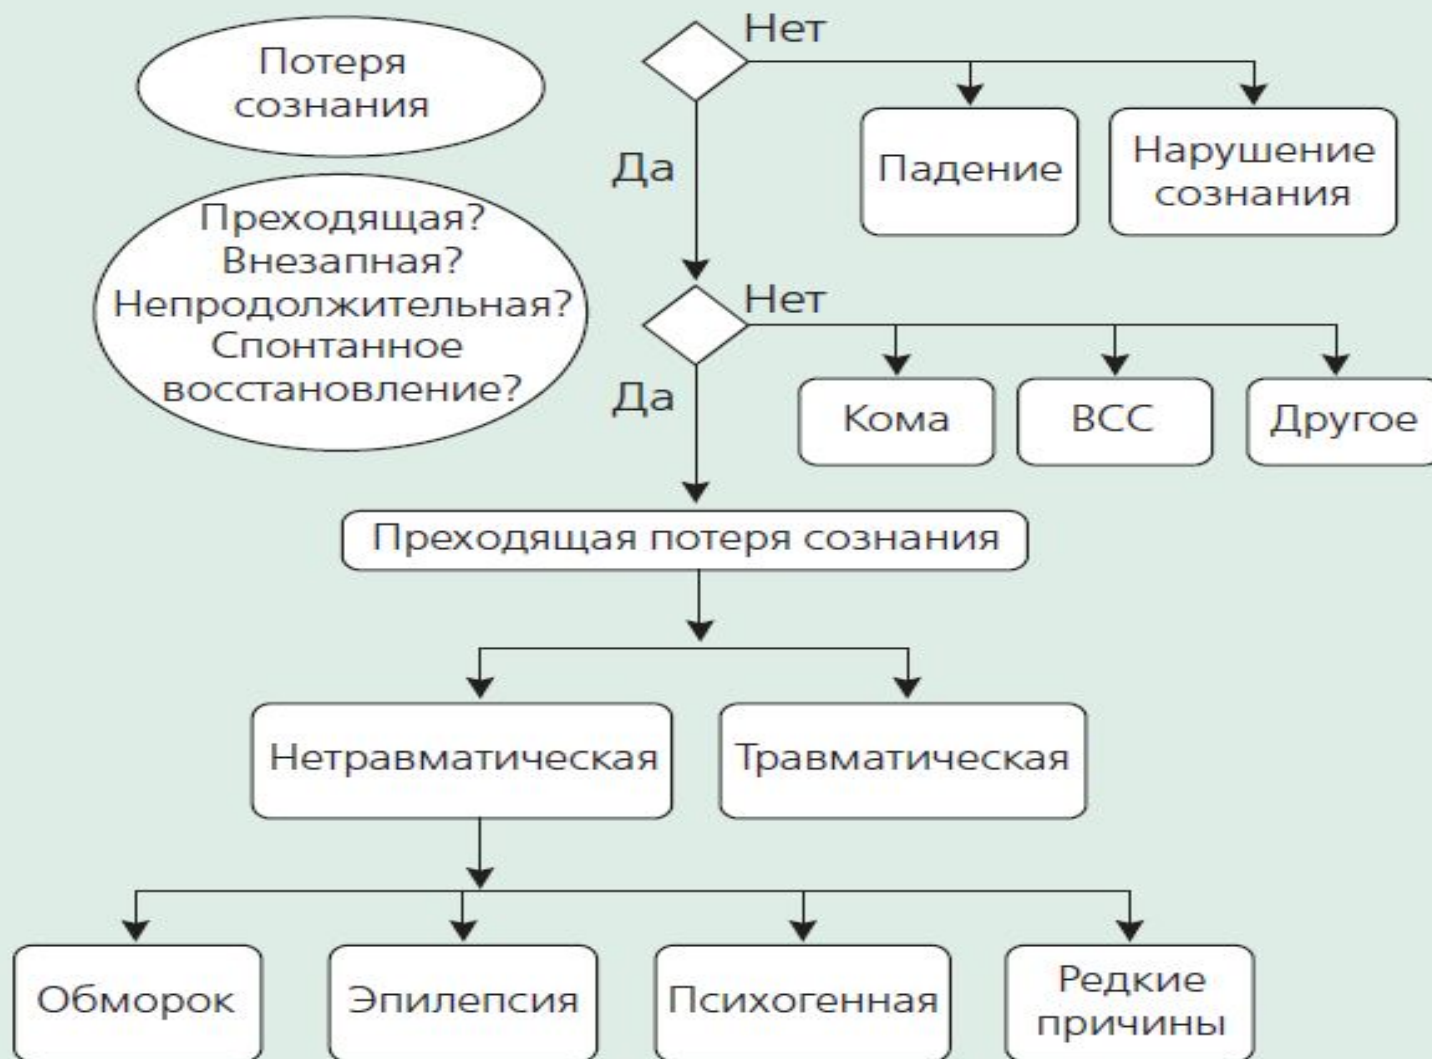 Потеря
сознания
Нет
Падение
Нарушение
сознания
Да
Преходящая?
Внезапная?
Непродолжительная?
Спонтанное
восстановление?
Нет
Кома
ВСС
Другое
Да
Преходящая потеря сознания
Нетравматическая
Травматическая
Обморок
Эпилепсия
Психогенная
Редкие
причины